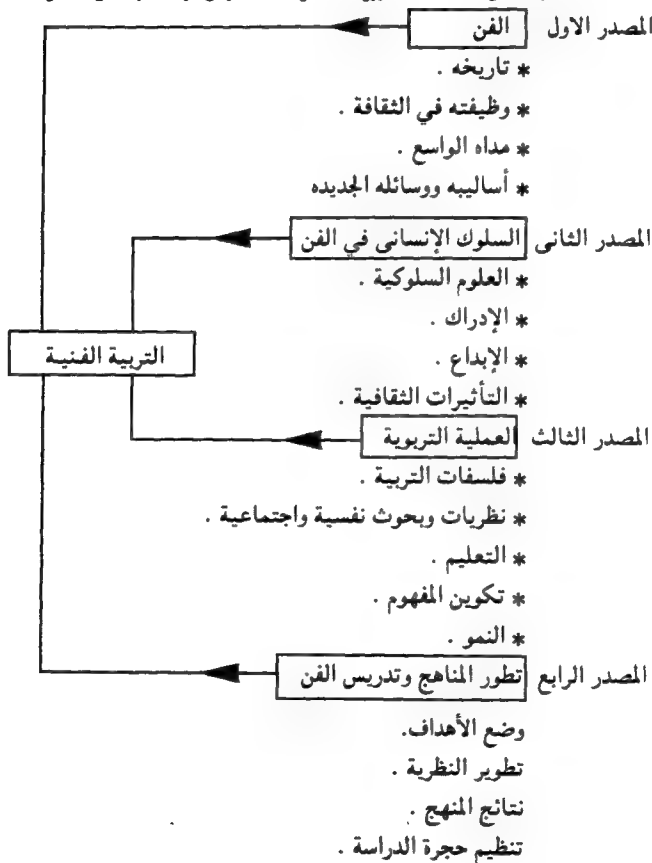 المصدر الاول الفن
* تاريخه .
* وظيفته في الثقافة .
* مداه الواسع .
* أساليبه ووسائله الجديده
المصدر الثانى السلوك الإنسانى في الفن
* العلوم السلوكية .
* الإدراك .
التربية الفنية
* الإبداع .
* التأثيرات الثقافية .
المصدر الثالث العملية التربوية
* فلسفات التربية .
* نظريات وبحوث نفسية واجتماعية .
* التعليم .
* تكوين المفهوم .
* النمو .
المصدر الرابع تطور المناهج وتدريس الفن
وضع الأهداف.
تطوير النظرية .
نتائج المنهج .
تنظيم حجرة الدراسة .